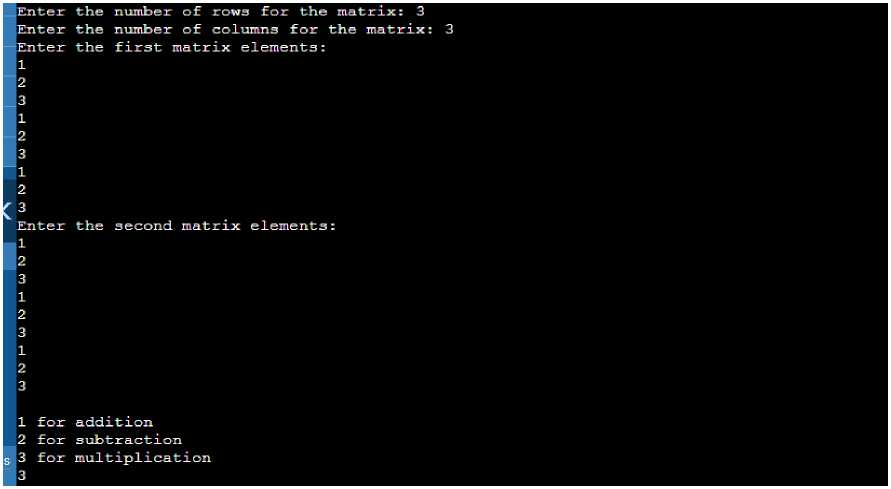 Enter the number of rows for the matrix: 3
Enter the number of columns for the matrix: 3
Enter the first matrix elements:
1
2
3
1
2
3
1
2
3
Enter the second matrix elements:
1
2
3
1
2
3
1
2
3
1 for addition
2 for subtraction
s 3 for multiplication
3